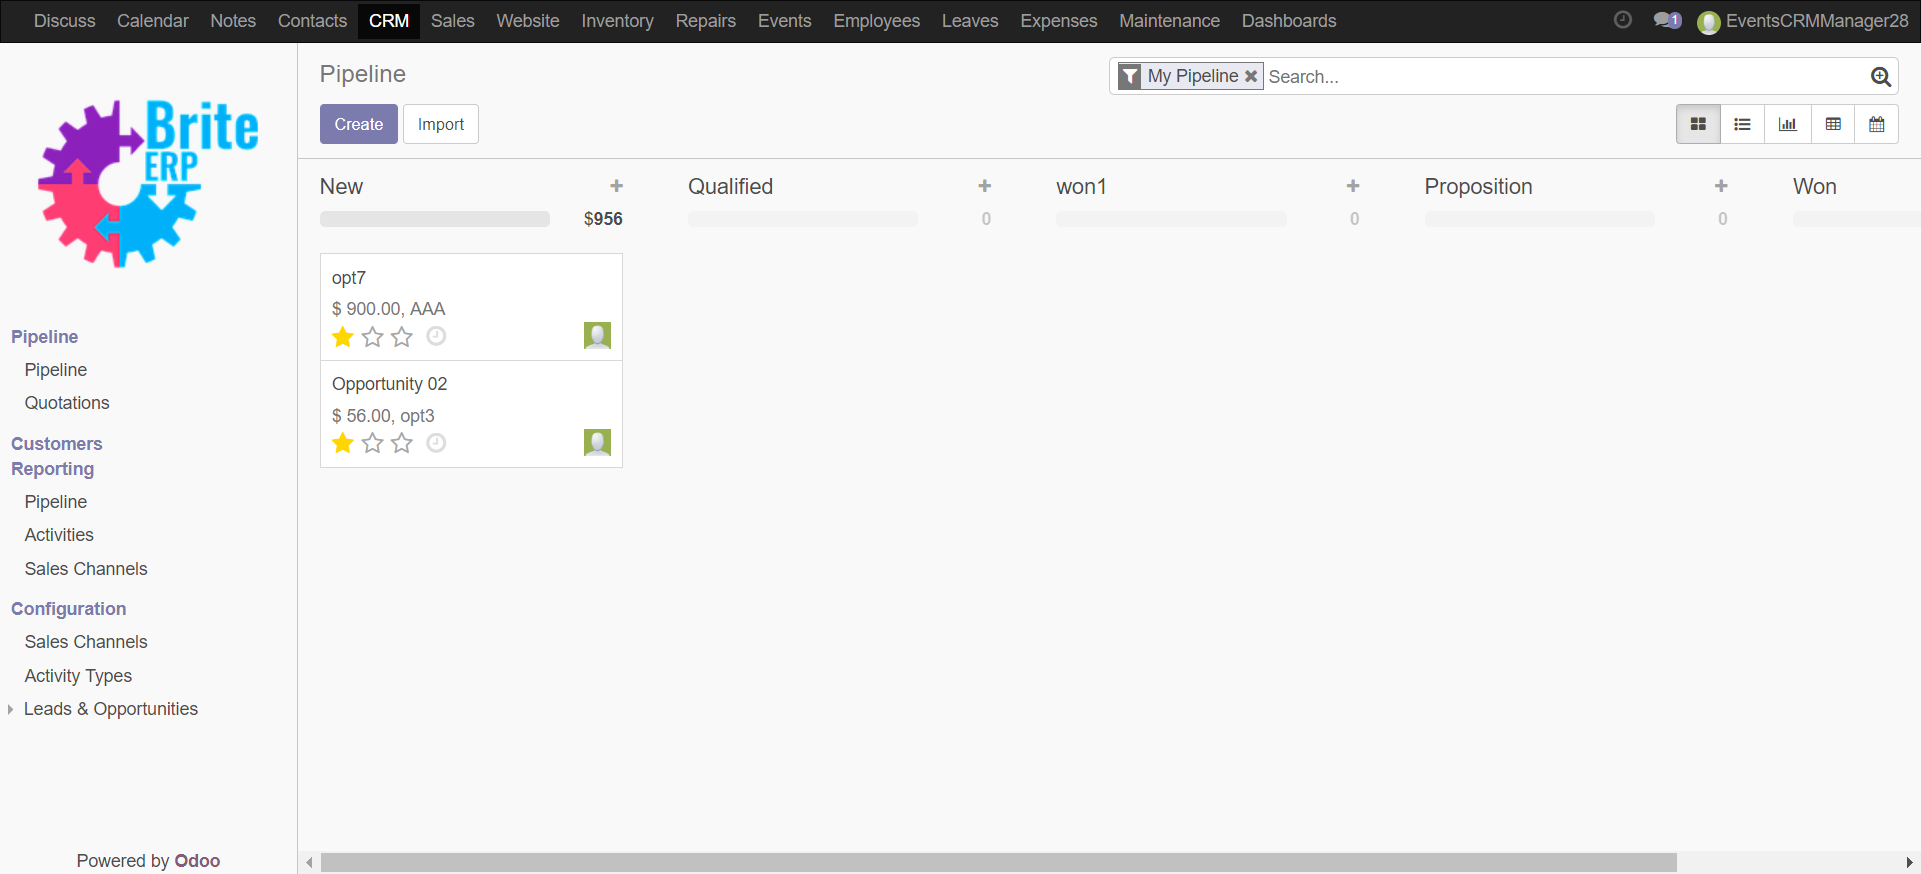 Discuss Calendar Notes Contacts CRM Sales Website Inventory Repairs Events Employees Leaves Expenses Maintenance Dashboards 1 EventsCRMManager28
Brite
ERP
Pipeline
Pipeline
Quotations
Customers
Reporting
Pipeline
Activities
Sales Channels
Configuration
Sales Channels
Activity Types
Leads & Opportunities
Powered by Odoo
Pipeline
My Pipeline Search...
Create Import
New + Qualified + won1 + Proposition + Won
$956 0 0 0
opt7
$ 900.00, AAA
Opportunity 02
$ 56.00, opt3